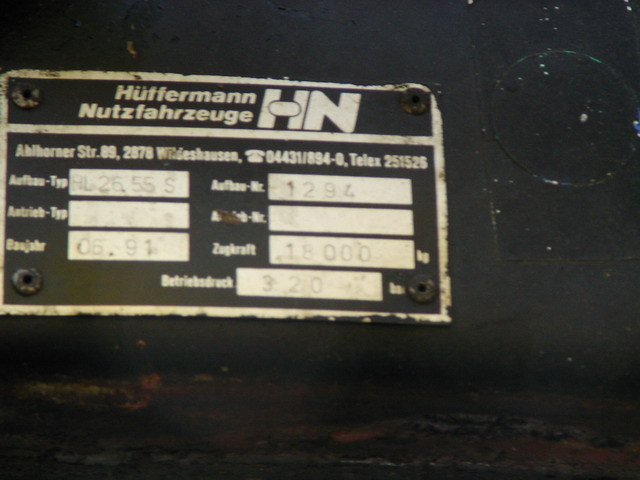 Hüffermann
Nutzfahrzeuge HN
Ahlhorner Str. 89, 2878 Wildeshausen, ☎ 04431/894-0, Telex 251526
Aufbau-Typ HL 26.55 S Aufbau-Nr. 1294
Antrieb-Typ Antrieb-Nr.
Baujahr 06.91 Zugkraft 18000 kg
Betriebsdruck 320 bar